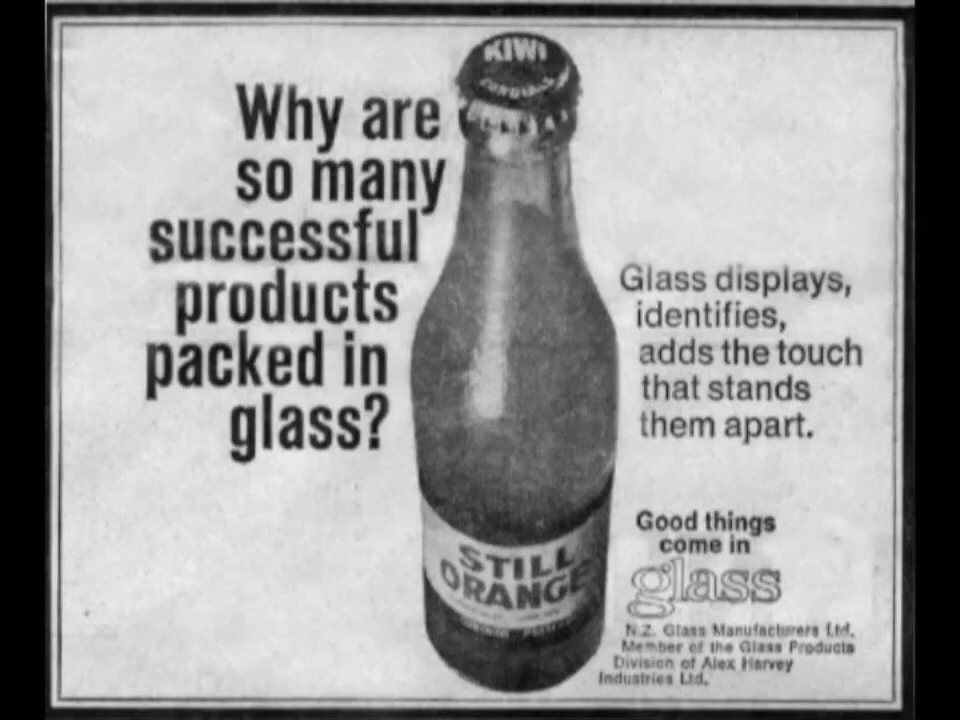 KIWI
CORDIALS
Why are
so many
successful
products
packed in
glass?
Glass displays,
identifies,
adds the touch
that stands
them apart.
STILL
ORANGE
Good things
come in
glass
N.Z. Glass Manufacturers Ltd.
Member of the Glass Products
Division of Alex Harvey
Industries Ltd.